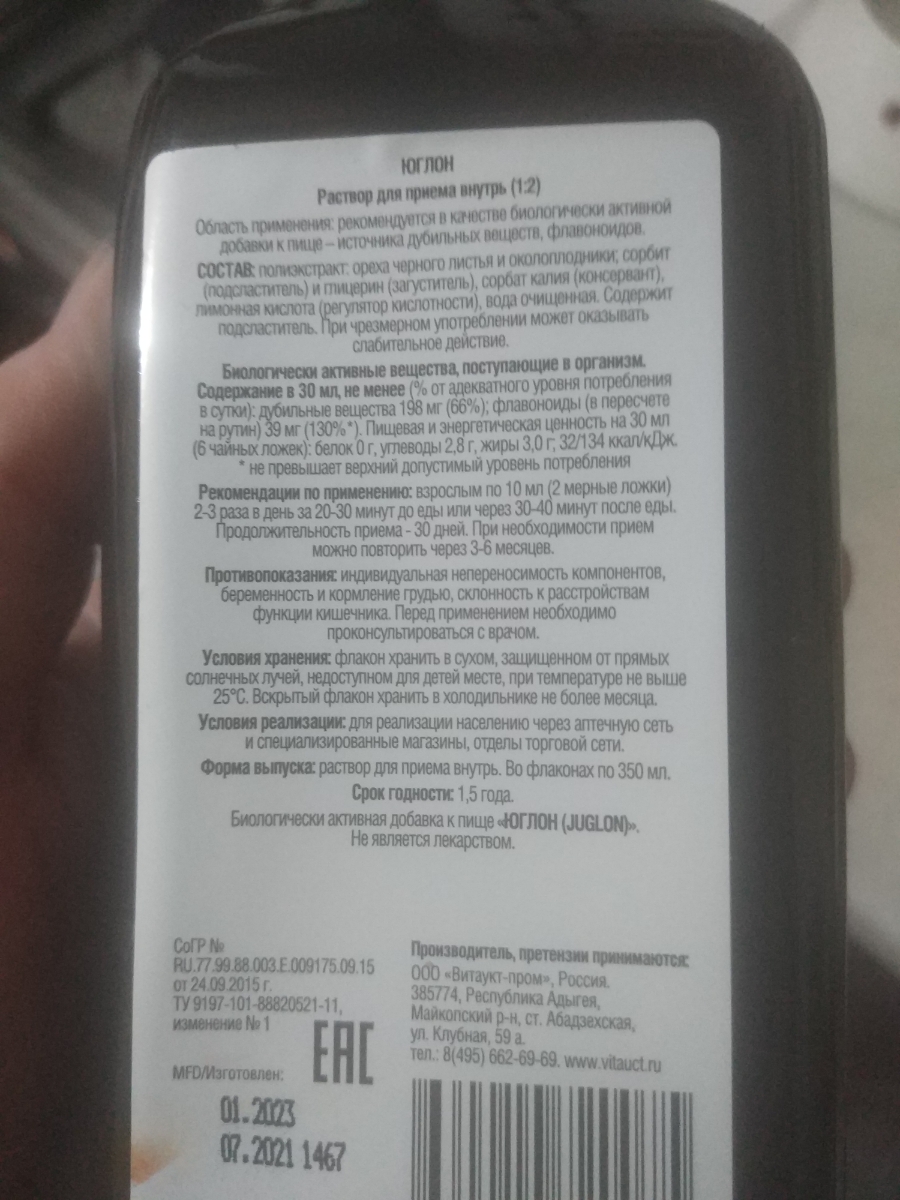 ЮГЛОН
Раствор для приема внутрь (1:2)
Область применения: рекомендуется в качестве биологически активной
добавки к пище – источника дубильных веществ, флавоноидов.
СОСТАВ: полиэкстракт: ореха черного листья и околоплодники; сорбит
(подсластитель) и глицерин (загуститель), сорбат калия (консервант),
лимонная кислота (регулятор кислотности), вода очищенная. Содержит
подсластитель. При чрезмерном употреблении может оказывать
слабительное действие.
Биологически активные вещества, поступающие в организм.
Содержание в 30 мл, не менее (% от адекватного уровня потребления
в сутки): дубильные вещества 198 мг (66%); флавоноиды (в пересчете
на рутин) 39 мг (130%*). Пищевая и энергетическая ценность на 30 мл
(6 чайных ложек): белок 0 г, углеводы 2,8 г, жиры 3,0 г; 32/134 ккал/кДж.
* не превышает верхний допустимый уровень потребления
Рекомендации по применению: взрослым по 10 мл (2 мерные ложки)
2-3 раза в день за 20-30 минут до еды или через 30-40 минут после еды.
Продолжительность приема - 30 дней. При необходимости прием
можно повторить через 3-6 месяцев.
Противопоказания: индивидуальная непереносимость компонентов,
беременность и кормление грудью, склонность к расстройствам
функции кишечника. Перед применением необходимо
проконсультироваться с врачом.
Условия хранения: флакон хранить в сухом, защищенном от прямых
солнечных лучей, недоступном для детей месте, при температуре не выше
25°С. Вскрытый флакон хранить в холодильнике не более месяца.
Условия реализации: для реализации населению через аптечную сеть
и специализированные магазины, отделы торговой сети.
Форма выпуска: раствор для приема внутрь. Во флаконах по 350 мл.
Срок годности: 1,5 года.
Биологически активная добавка к пище «ЮГЛОН (JUGLON)».
Не является лекарством.
СоГР №
RU.77.99.88.003.Е.009175.09.15
от 24.09.2015 г.
ТУ 9197-101-88820521-11,
изменение № 1
EAC
MFD/Изготовлен:
01.2023
07.2021 1467
Производитель, претензии принимаются:
ООО «Витаукт-пром», Россия.
385774, Республика Адыгея,
Майкопский р-н, ст. Абадзехская,
ул. Клубная, 59 а.
тел.: 8(495) 662-69-69. www.vitauct.ru